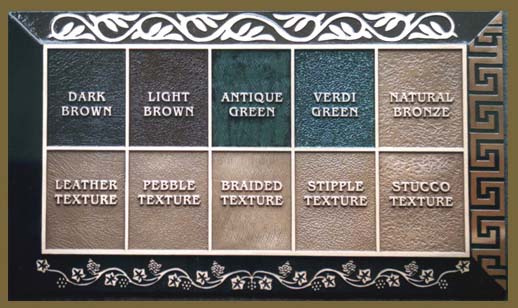 DARK
BROWN
LIGHT
BROWN
ANTIQUE
GREEN
VERDI
GREEN
NATURAL
BRONZE
LEATHER
TEXTURE
PEBBLE
TEXTURE
BRAIDED
TEXTURE
STIPPLE
TEXTURE
STUCCO
TEXTURE